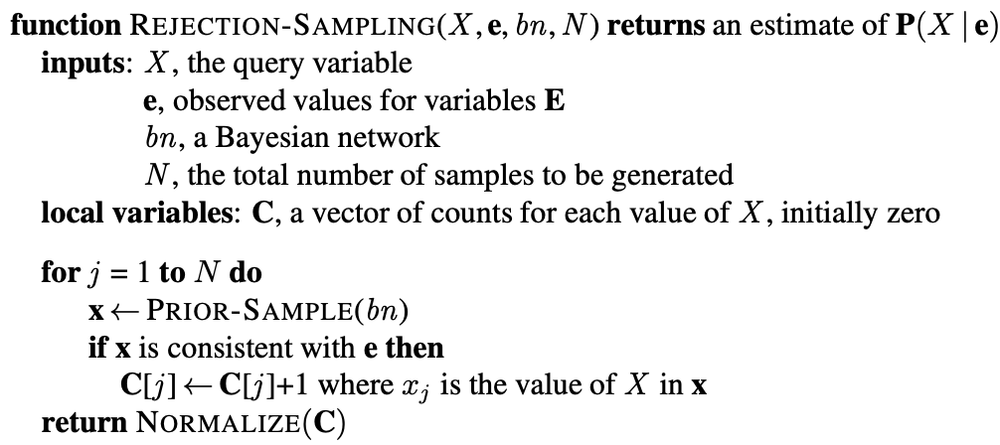 function REJECTION-SAMPLING(X, e, bn, N) returns an estimate of P(X | e)
inputs: X, the query variable
e, observed values for variables E
bn, a Bayesian network
N, the total number of samples to be generated
local variables: C, a vector of counts for each value of X, initially zero
for j = 1 to N do
x ← PRIOR-SAMPLE(bn)
if x is consistent with e then
C[j] ← C[j]+1 where xⱼ is the value of X in x
return NORMALIZE(C)